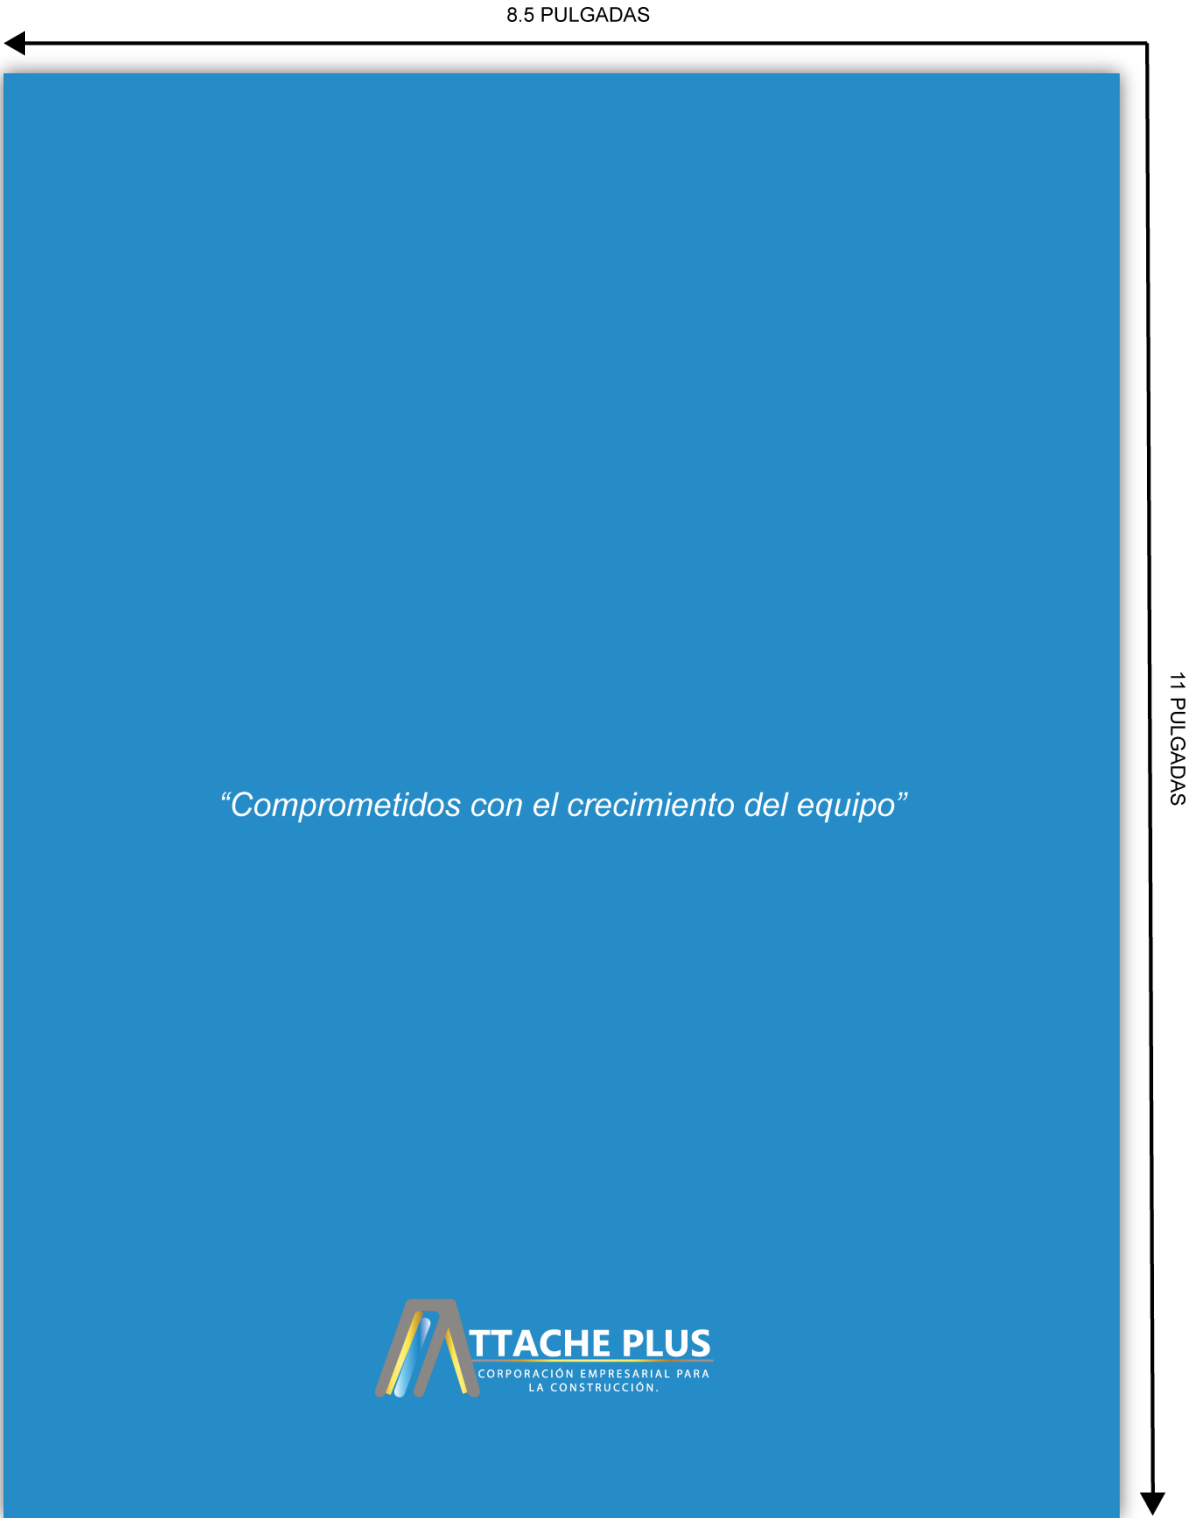 8.5 PULGADAS
11 PULGADAS
“Comprometidos con el crecimiento del equipo”
ATTACHE PLUS
CORPORACIÓN EMPRESARIAL PARA
LA CONSTRUCCIÓN.